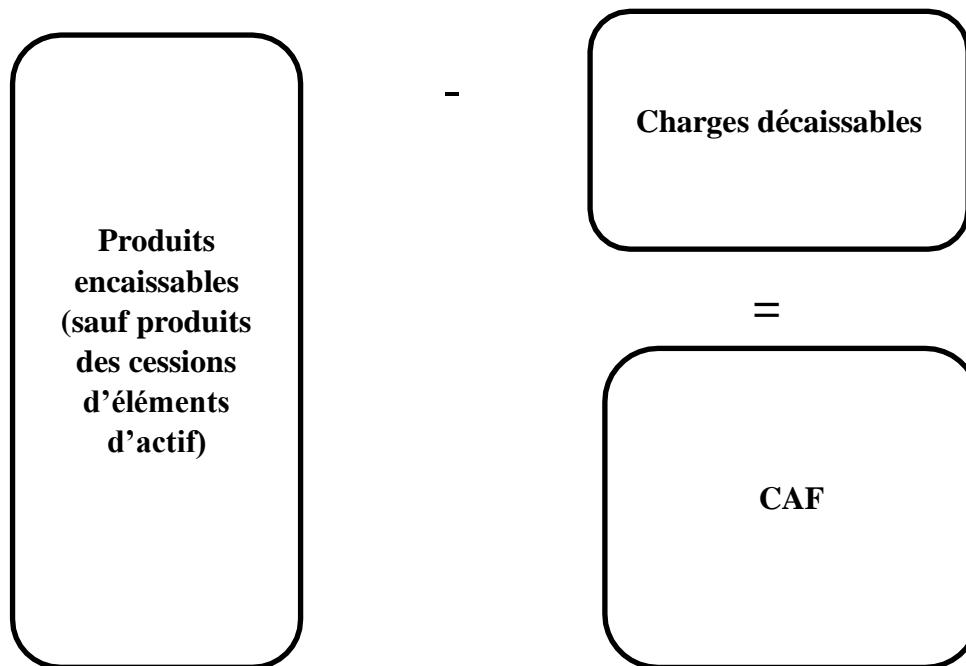 Produits
encaissables
(sauf produits
des cessions
d’éléments
d’actif)
-
Charges décaissables
=
CAF